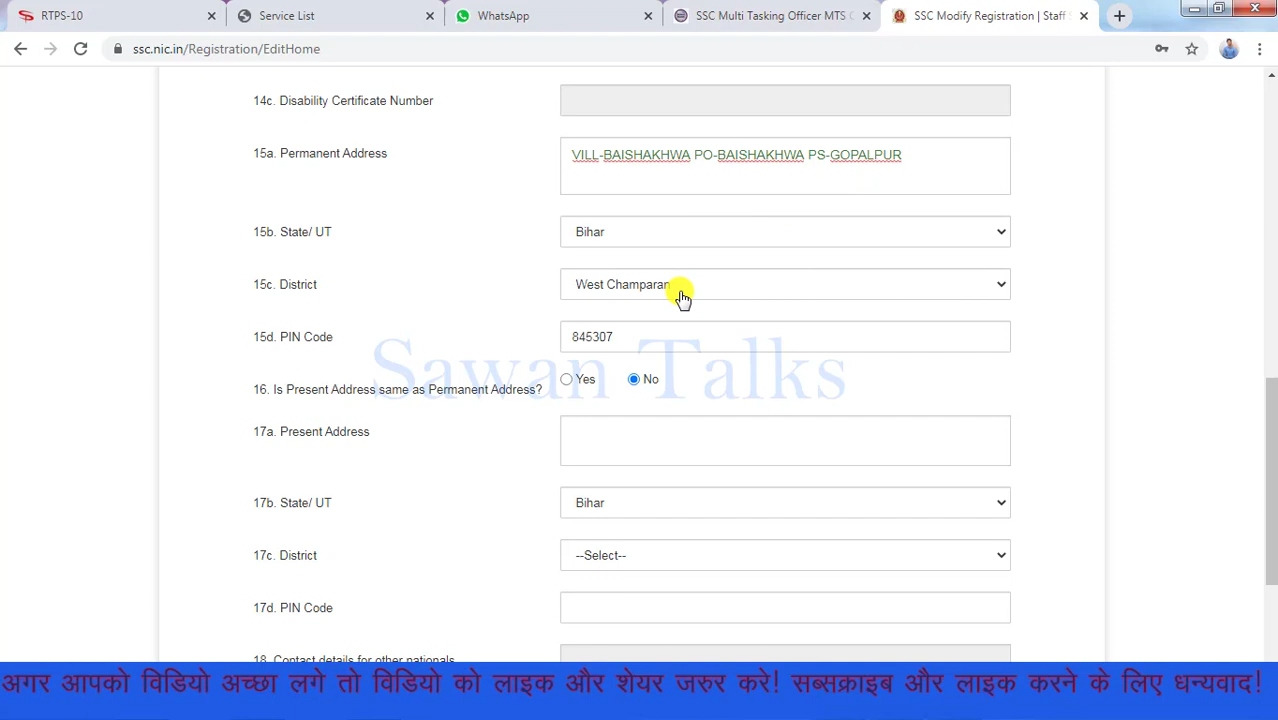 RTPS-10
Service List
WhatsApp
SSC Multi Tasking Officer MTS
SSC Modify Registration | Staff
ssc.nic.in/Registration/EditHome
14c. Disability Certificate Number
15a. Permanent Address
VILL-BAISHAKHWA PO-BAISHAKHWA PS-GOPALPUR
15b. State/ UT
Bihar
15c. District
West Champaran
15d. PIN Code
845307
Sawan Talks
16. Is Present Address same as Permanent Address?
Yes
No
17a. Present Address
17b. State/ UT
Bihar
17c. District
--Select--
17d. PIN Code
18. Contact details for other nationals
अगर आपको विडियो अच्छा लगे तो विडियो को लाइक और शेयर जरुर करे! सब्सक्राइब और लाइक करने के लिए धन्यवाद!